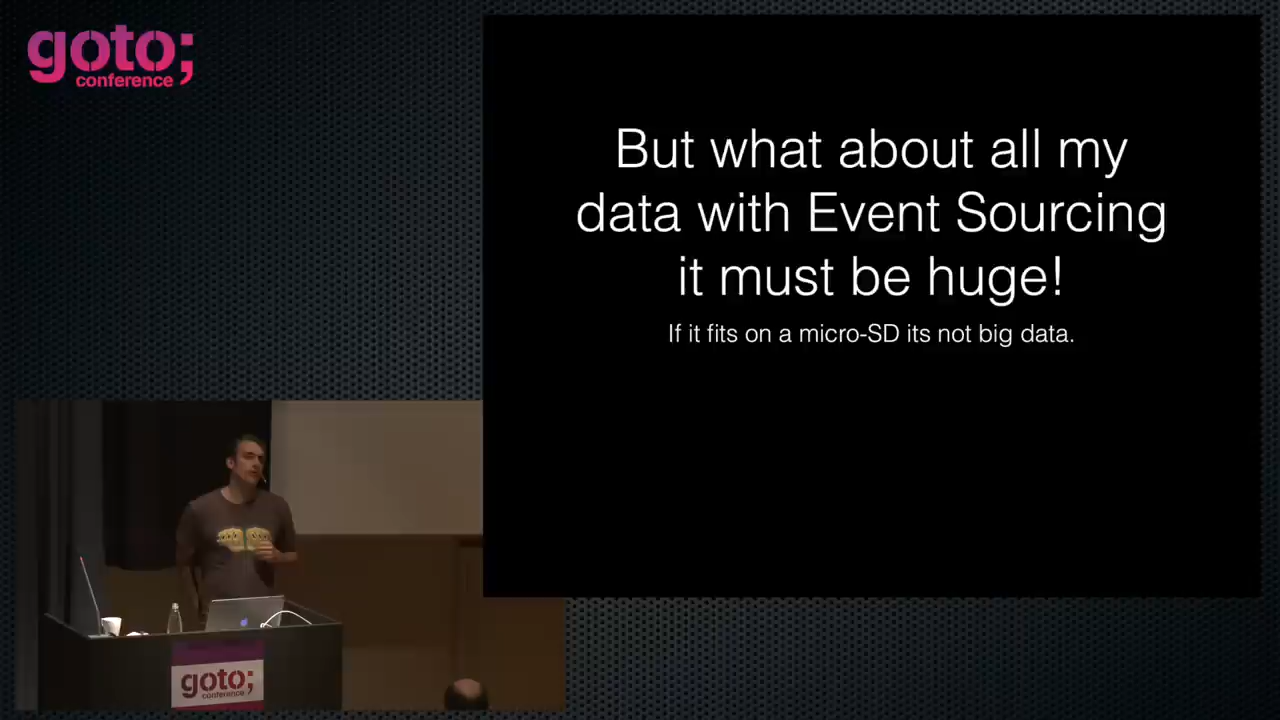 goto;
conference
But what about all my
data with Event Sourcing
it must be huge!
If it fits on a micro-SD its not big data.
goto;
conference